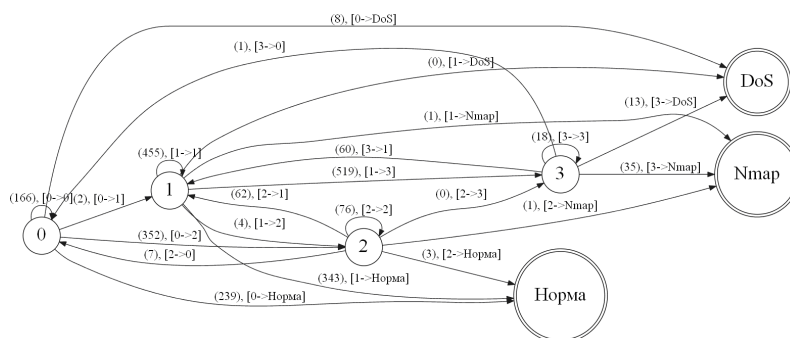 (8), [0->DoS]
(1), [3->0]
(0), [1->DoS]
DoS
(13), [3->DoS]
(1), [1->Nmap]
(18), [3->3]
(455), [1->1]
(60), [3->1]
3
(35), [3->Nmap]
Nmap
(519), [1->3]
1
(166), [0->0]
(2), [0->1]
(62), [2->1]
(76), [2->2]
(0), [2->3]
(1), [2->Nmap]
(4), [1->2]
0
(352), [0->2]
2
(7), [2->0]
(3), [2->Норма]
(343), [1->Норма]
(239), [0->Норма]
Норма